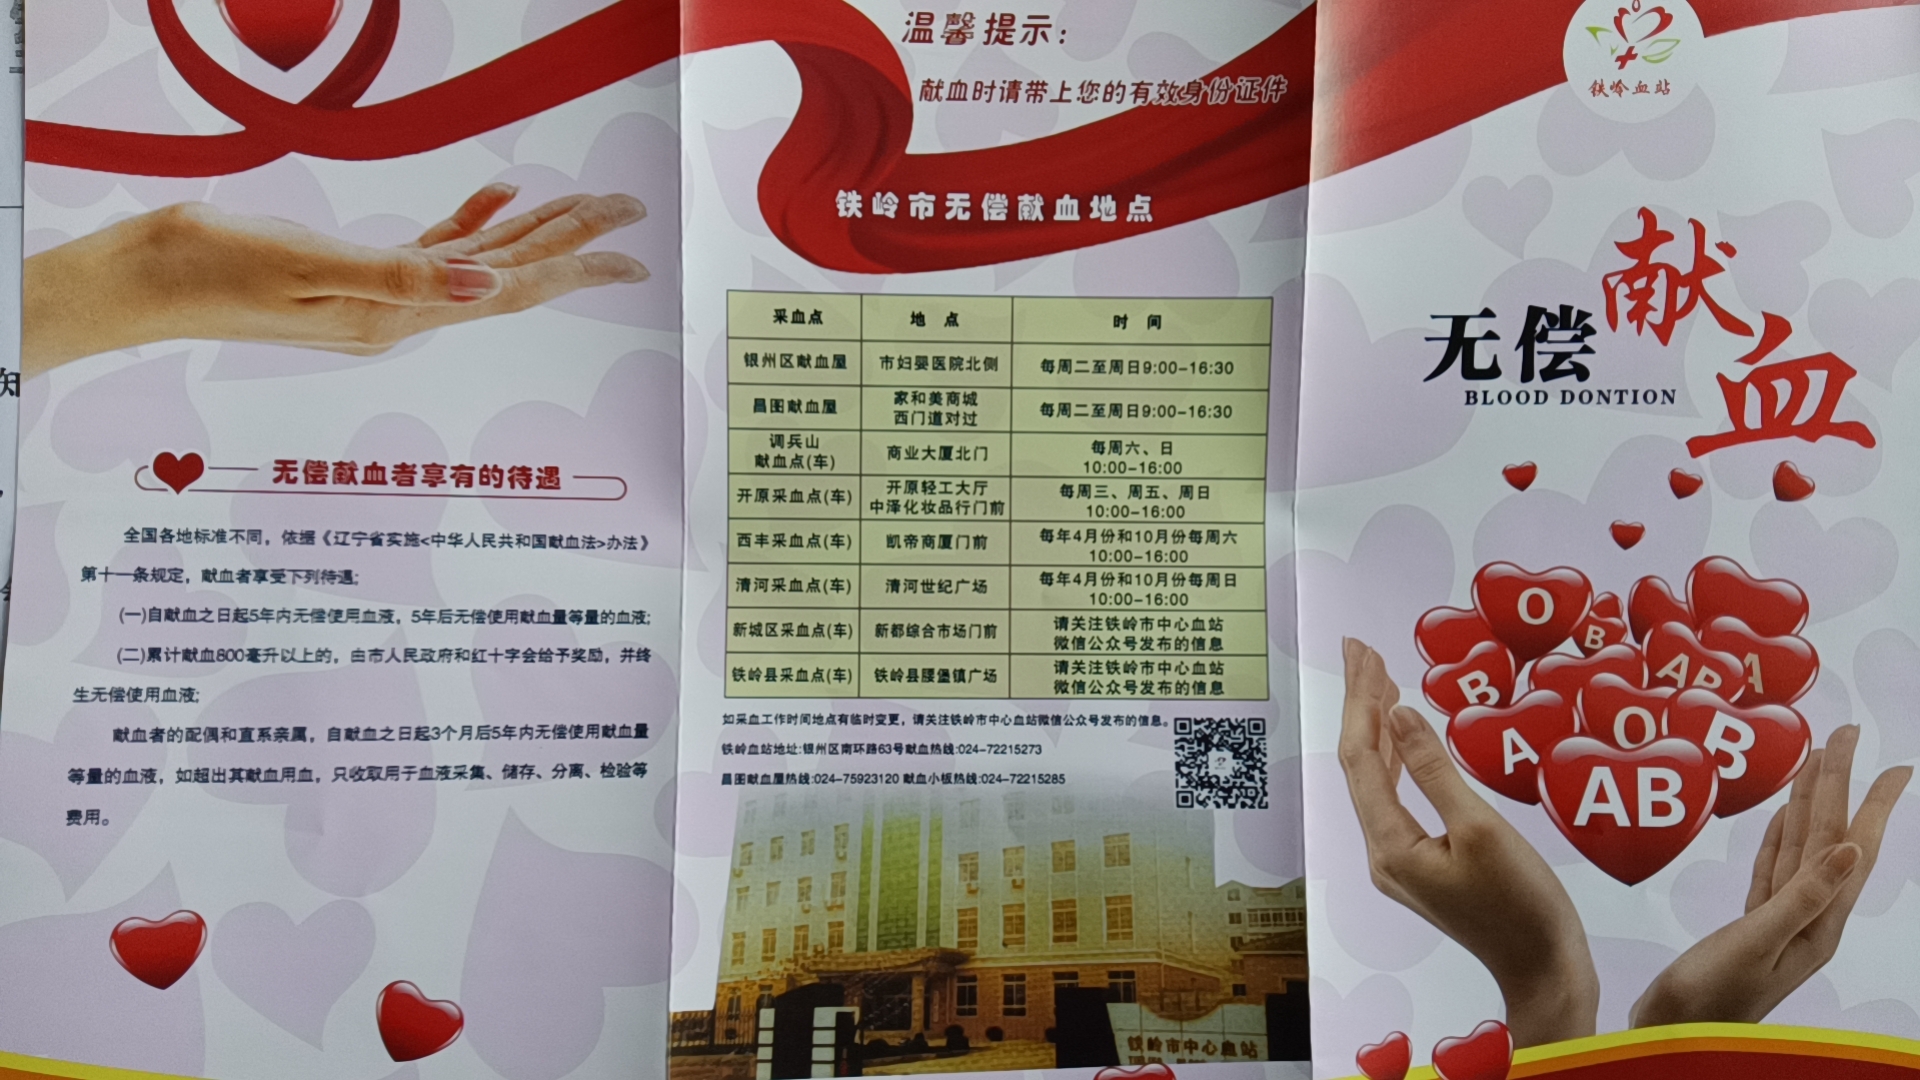 无偿献血者享有的待遇
全国各地标准不同，依据《辽宁省实施<中华人民共和国献血法>办法》
第十一条规定，献血者享受下列待遇;
(一)自献血之日起5年内无偿使用血液，5年后无偿使用献血量等量的血液;
(二)累计献血800毫升以上的，由市人民政府和红十字会给予奖励，并终
生无偿使用血液;
献血者的配偶和直系亲属，自献血之日起3个月后5年内无偿使用献血量
等量的血液，如超出其献血用血，只收取用于血液采集、储存、分离、检验等
费用。
温馨提示：
献血时请带上您的有效身份证件
铁岭市无偿献血地点
采血点 地 点 时 间
银州区献血屋 市妇婴医院北侧 每周二至周日9:00-16:30
昌图献血屋 家和美商城
西门道对过 每周二至周日9:00-16:30
调兵山
献血点(车) 商业大厦北门 每周六、日
10:00-16:00
开原采血点(车) 开原轻工大厅
中泽化妆品行门前 每周三、周五、周日
10:00-16:00
西丰采血点(车) 凯帝商厦门前 每年4月份和10月份每周六
10:00-16:00
清河采血点(车) 清河世纪广场 每年4月份和10月份每周日
10:00-16:00
新城区采血点(车) 新都综合市场门前 请关注铁岭市中心血站
微信公众号发布的信息
铁岭县采血点(车) 铁岭县腰堡镇广场 请关注铁岭市中心血站
微信公众号发布的信息
如采血工作时间地点有临时变更，请关注铁岭市中心血站微信公众号发布的信息。
铁岭血站地址:银州区南环路63号献血热线:024-72215273
昌图献血屋热线:024-75923120 献血小板热线:024-72215285
铁岭市中心血站
铁岭血站
无偿献血
BLOOD DONTION
O
B
B
AB
A
A
O
B
AB
知